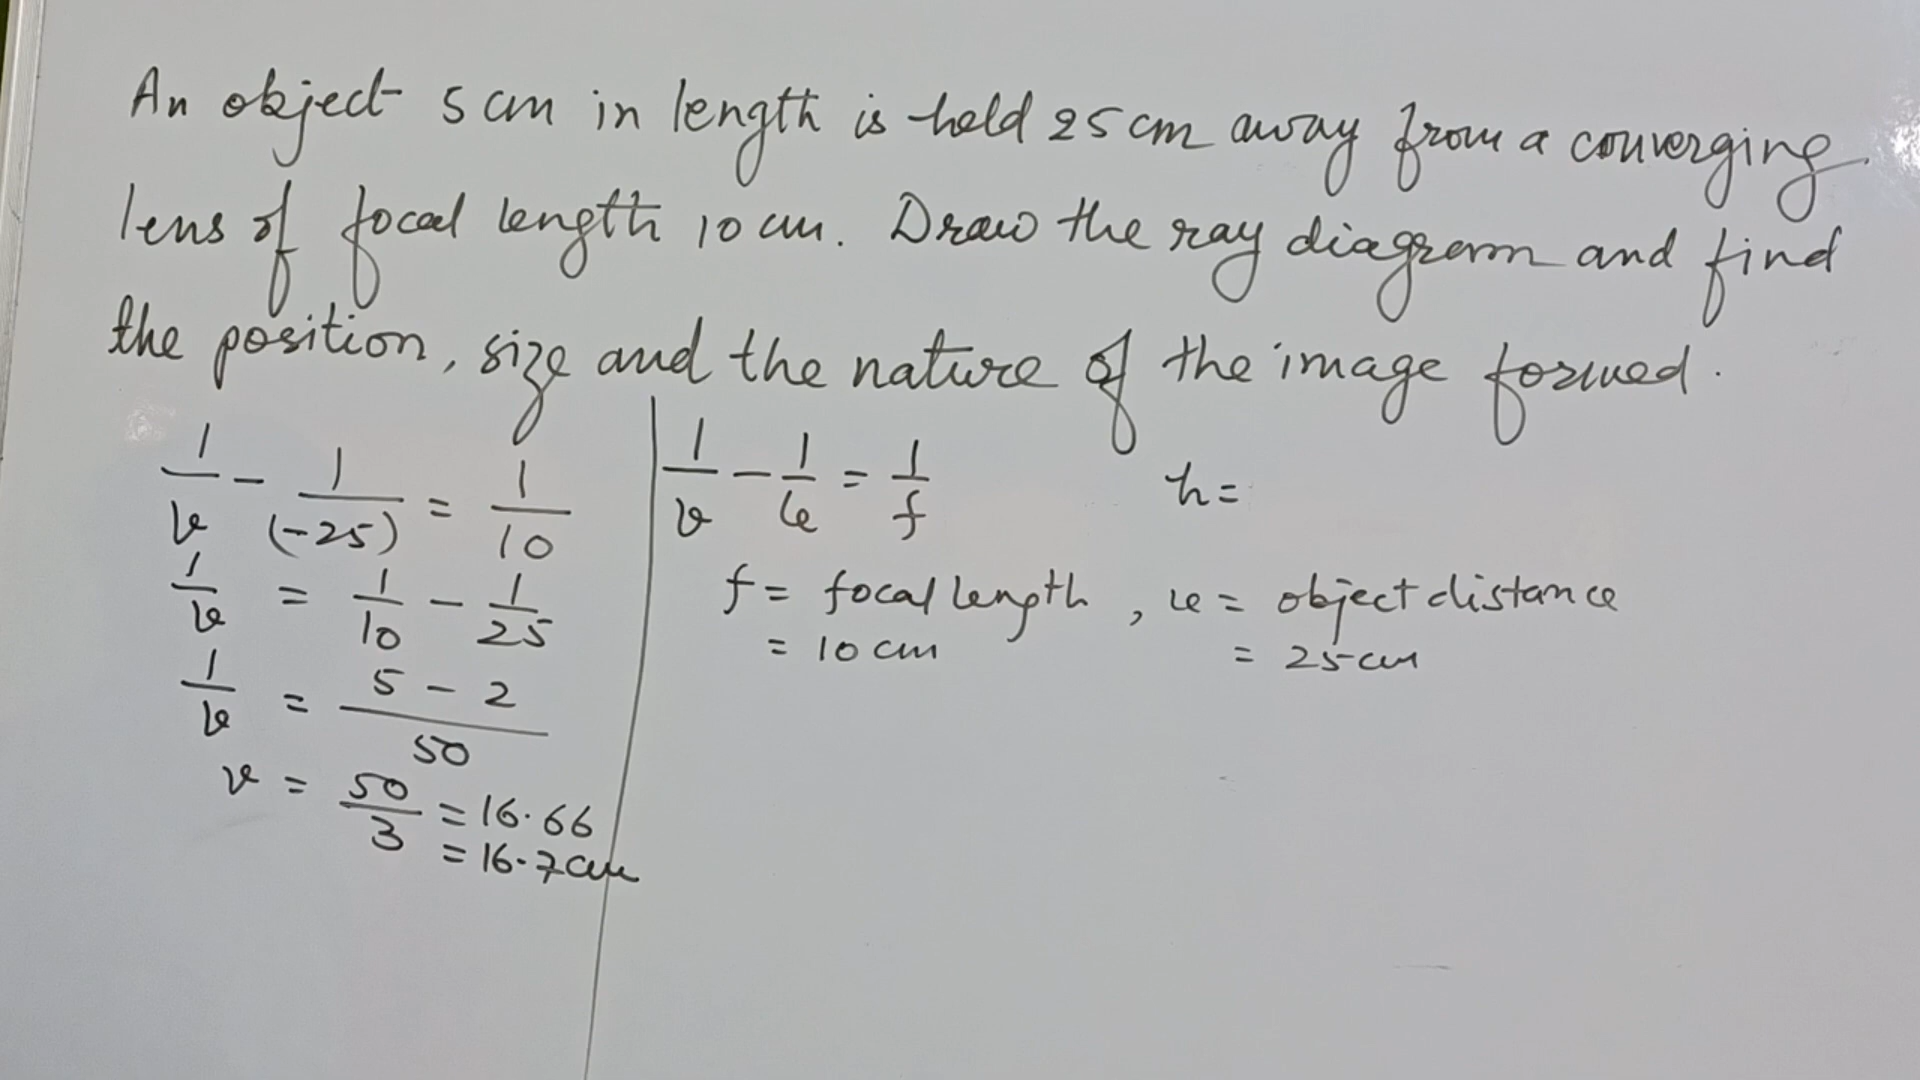 An object 5 cm in length is held 25 cm away from a converging
lens of focal length 10 cm. Draw the ray diagram and find
the position, size and the nature of the image formed.
1/v - 1/(-25) = 1/10
1/v = 1/10 - 1/25
1/v = 5 - 2/50
v = 50/3 = 16.66
= 16.7 cm
1/v - 1/u = 1/f
h =
f = focal length , u = object distance
= 10 cm = 25 cm